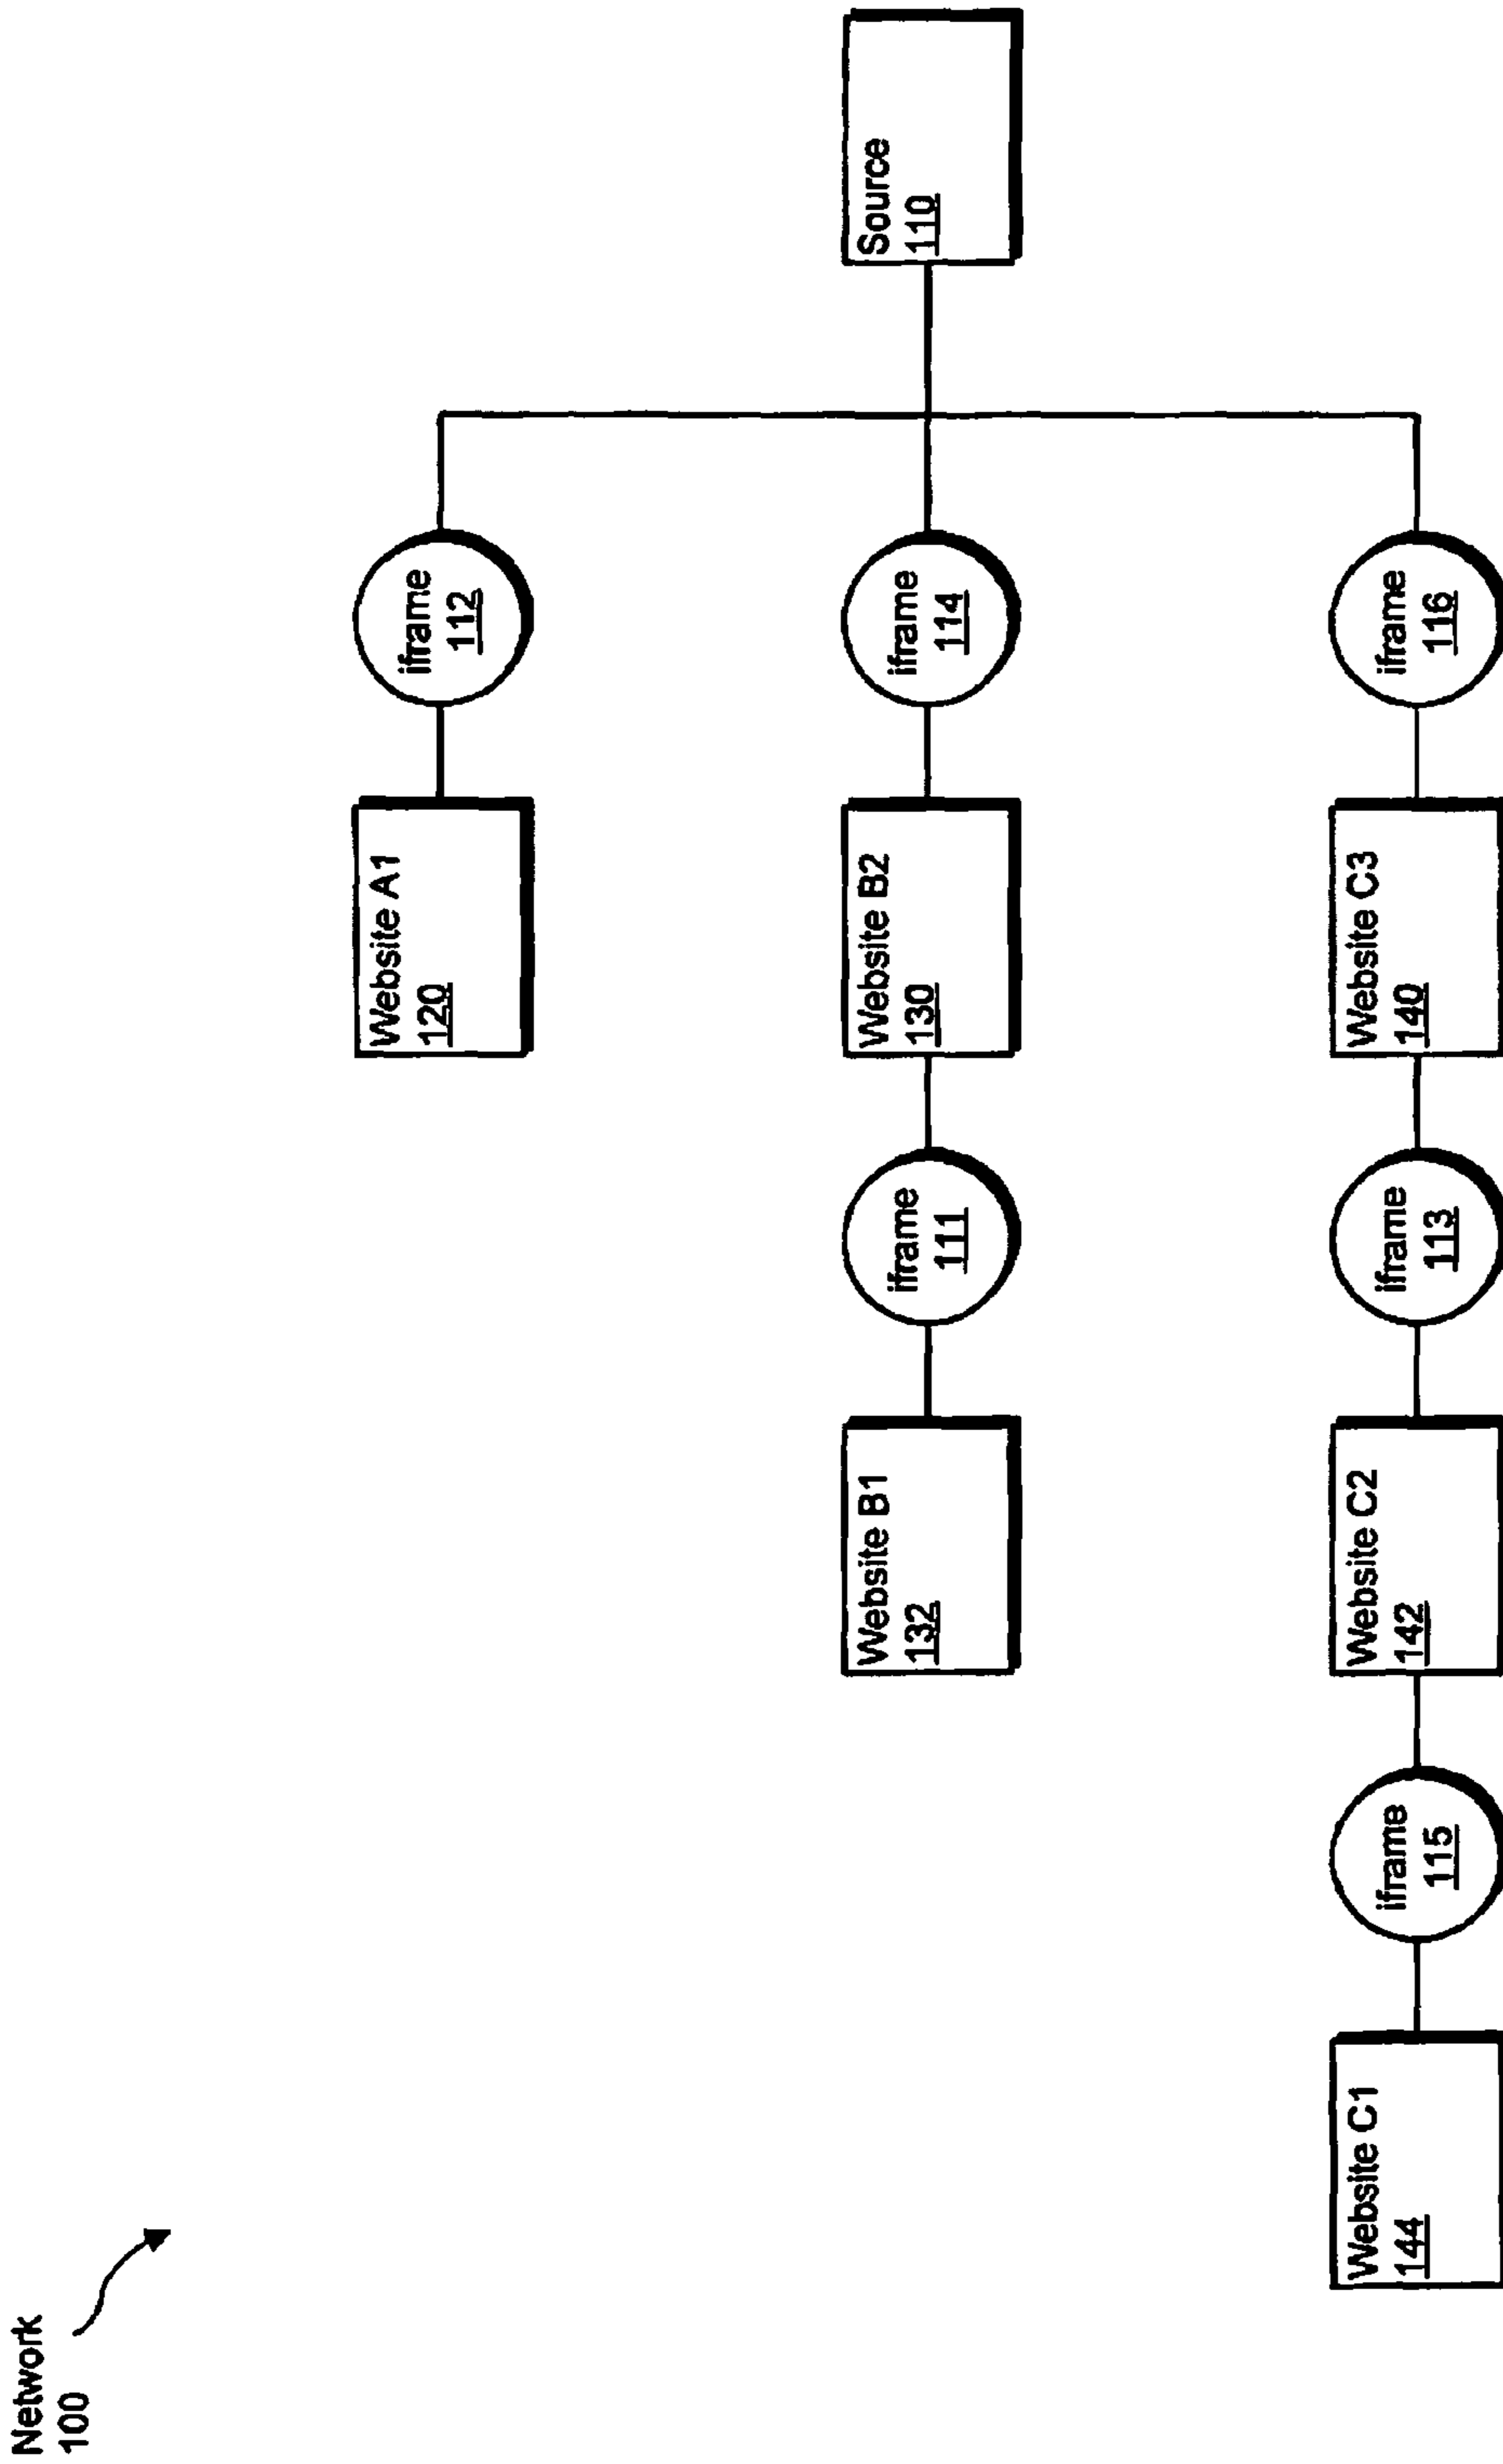 Network
100
Website A1
120
iframe
112
Website B1
132
iframe
111
Website B2
130
iframe
114
Source
110
Website C1
144
iframe
115
Website C2
142
iframe
113
Website C3
140
iframe
116